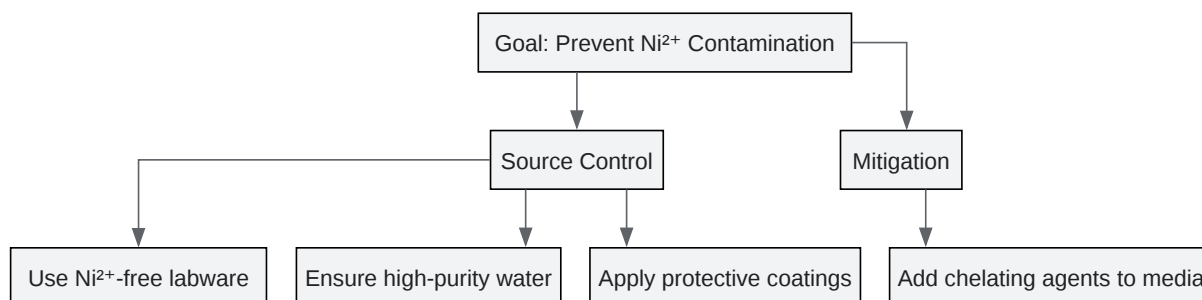 Goal: Prevent Ni²⁺ Contamination
Source Control
Mitigation
Use Ni²⁺-free labware
Ensure high-purity water
Apply protective coatings
Add chelating agents to media